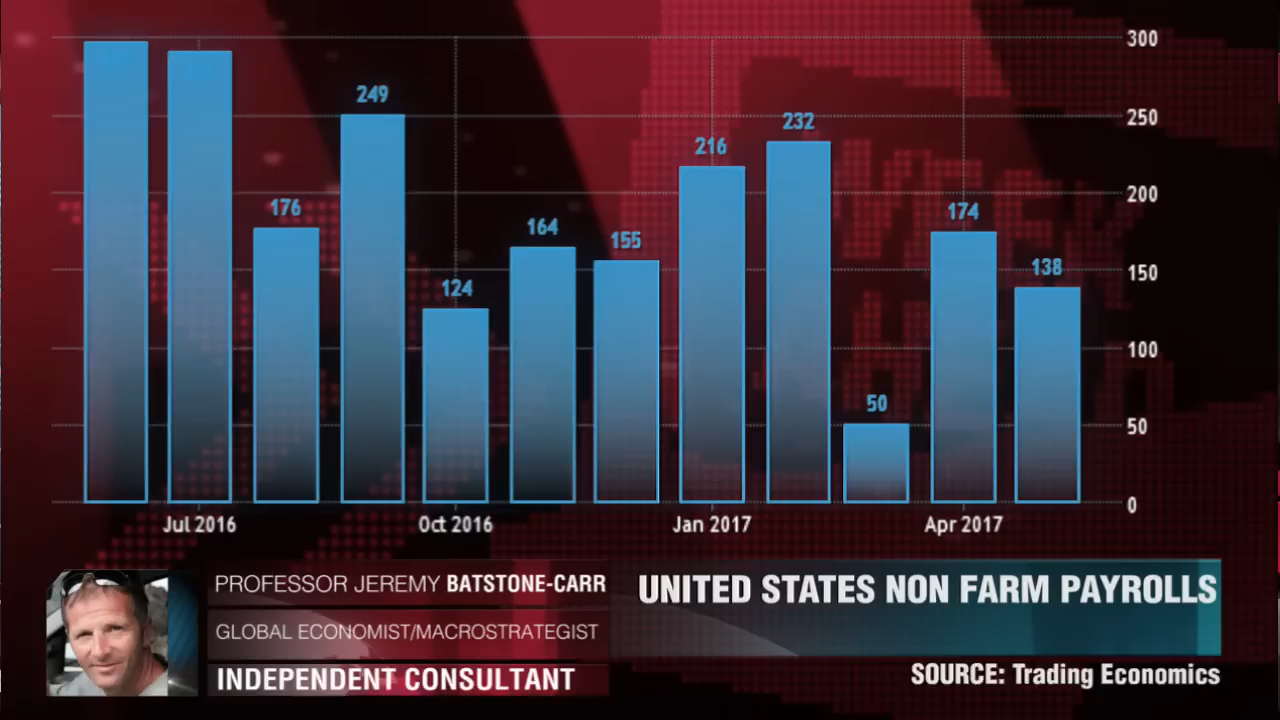 300
249
250
232
216
200
176
174
164
155
150
138
124
100
50
50
0
Jul 2016
Oct 2016
Jan 2017
Apr 2017
PROFESSOR JEREMY BATSTONE-CARR
GLOBAL ECONOMIST/MACROSTRATEGIST
INDEPENDENT CONSULTANT
UNITED STATES NON FARM PAYROLLS
SOURCE: Trading Economics